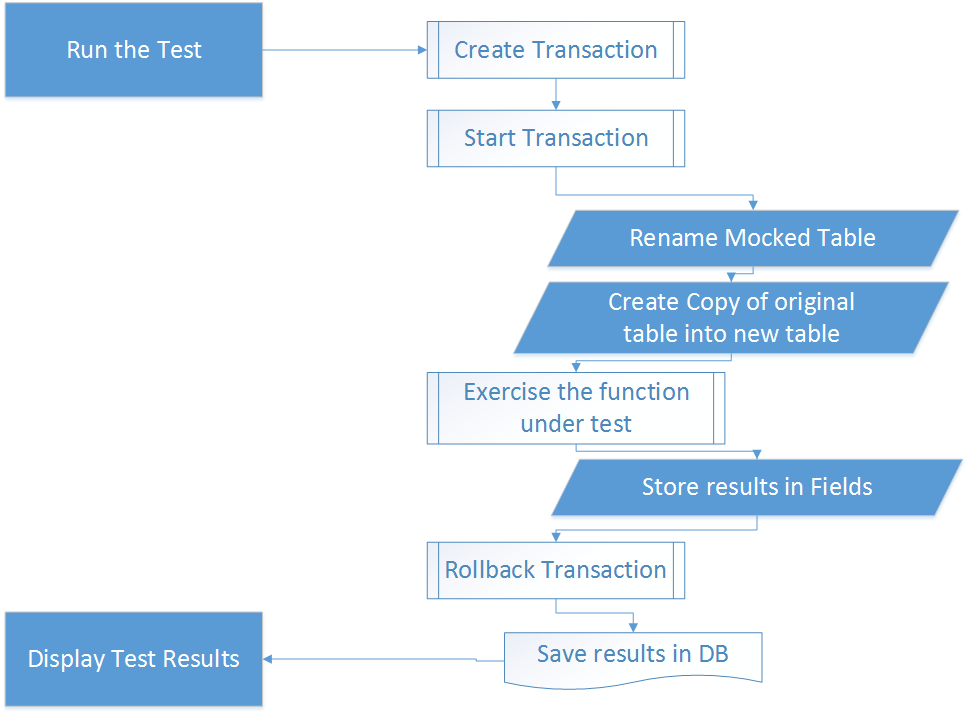 Run the Test
Create Transaction
Start Transaction
Rename Mocked Table
Create Copy of original
table into new table
Exercise the function
under test
Store results in Fields
Rollback Transaction
Save results in DB
Display Test Results